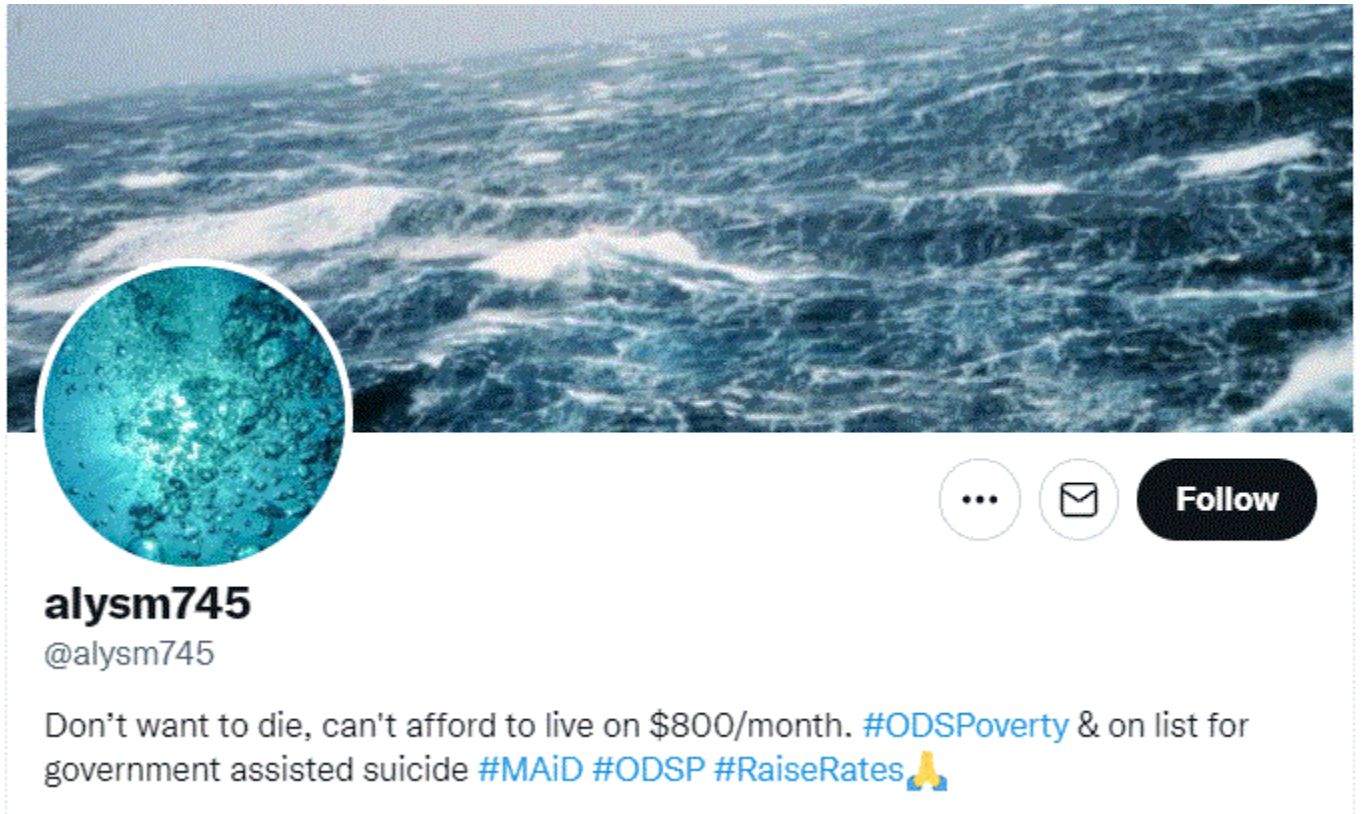 Follow
alysm745
@alysm745
Don’t want to die, can't afford to live on $800/month. #ODSPoverty & on list for
government assisted suicide #MAiD #ODSP #RaiseRates🙏